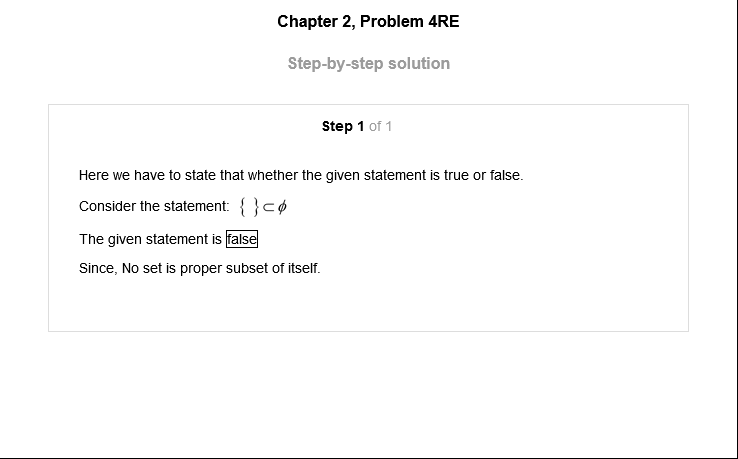 Chapter 2, Problem 4RE
Step-by-step solution
Step 1 of 1
Here we have to state that whether the given statement is true or false.
Consider the statement: { }⊂ϕ
The given statement is false
Since, No set is proper subset of itself.